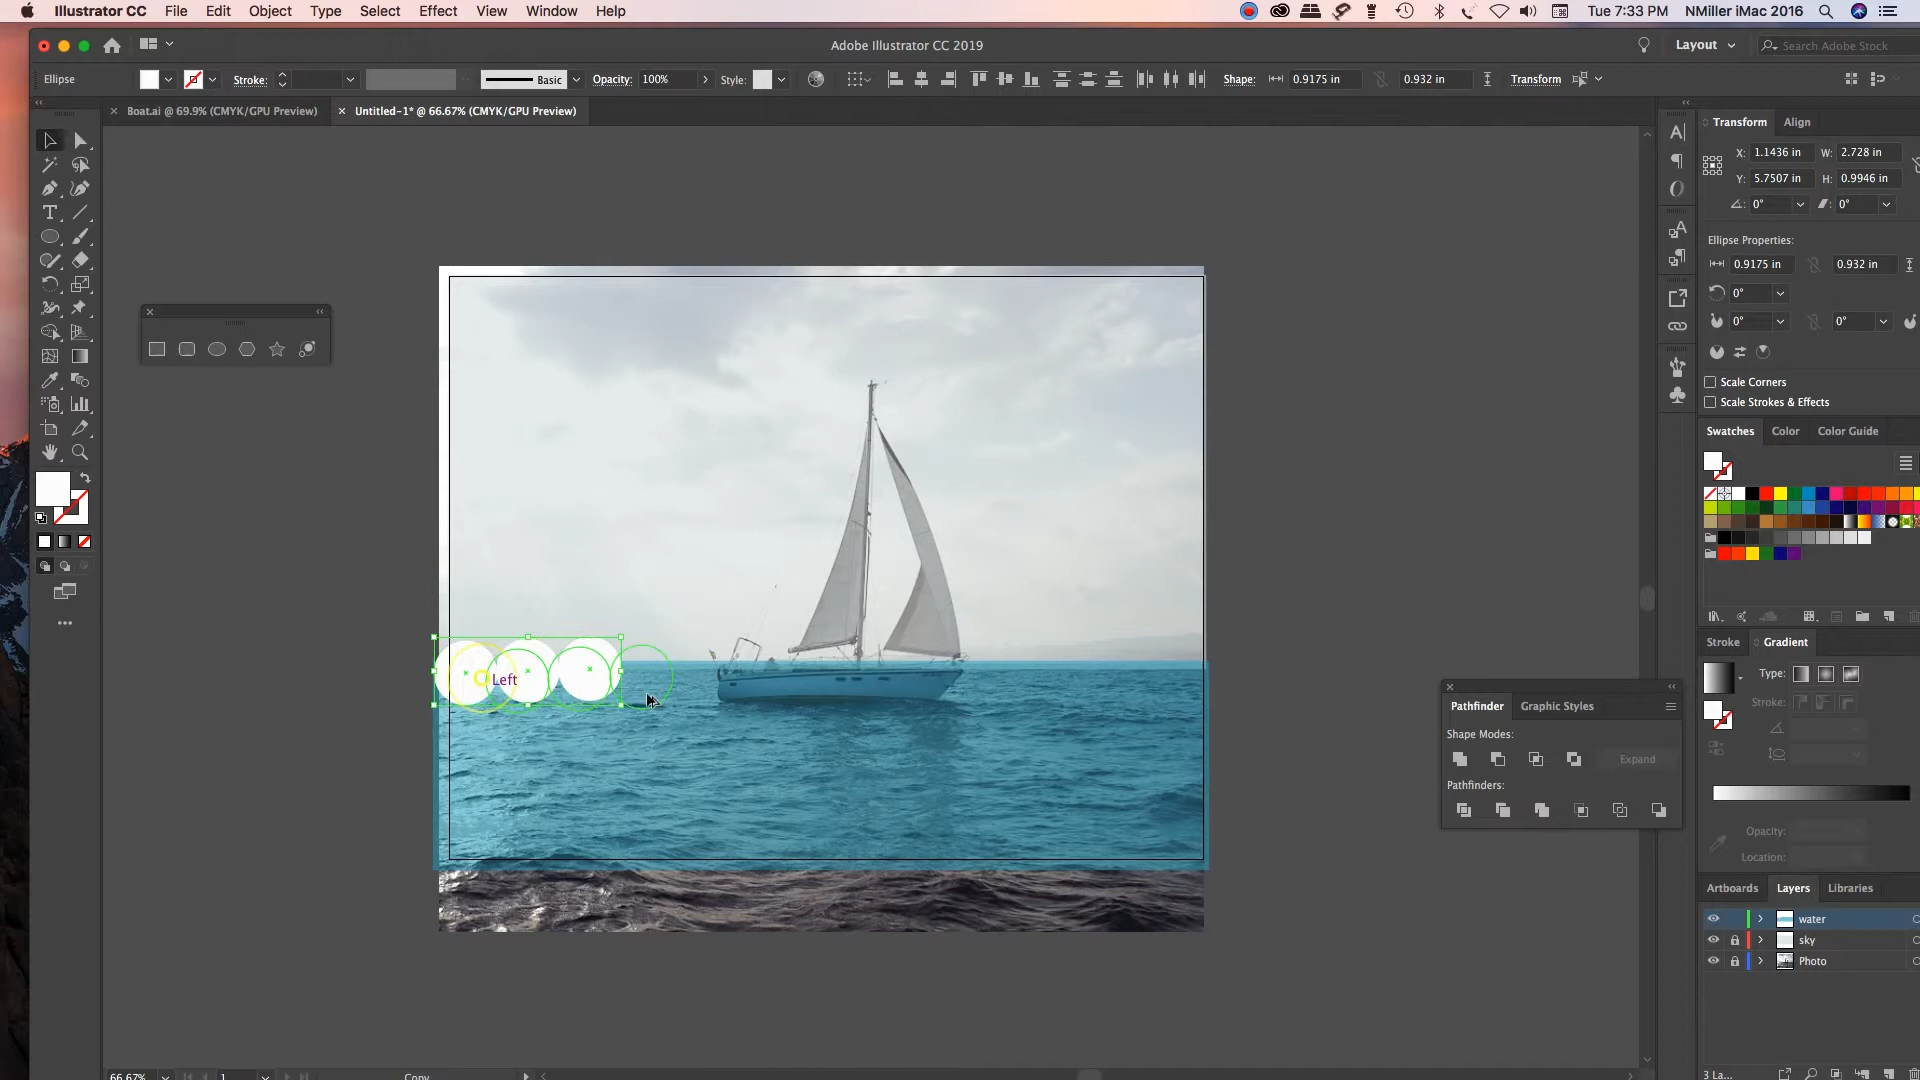 Illustrator CC File Edit Object Type Select Effect View Window Help
Tue 7:33 PM NMiller iMac 2016
Adobe Illustrator CC 2019
Layout
Search Adobe Stock
Ellipse
Stroke:
Basic
Opacity: 100%
Style:
Shape: 0.9175 in 0.932 in
Transform
Boat.ai @ 69.9% (CMYK/GPU Preview)
Untitled-1* @ 66.67% (CMYK/GPU Preview)
Transform Align
X: 1.1436 in W: 2.728 in
Y: 5.7507 in H: 0.9946 in
0° 0°
Ellipse Properties:
0.9175 in 0.932 in
0°
0° 0°
Scale Corners
Scale Strokes & Effects
Swatches Color Color Guide
Stroke Gradient
Type:
Stroke:
Opacity:
Location:
Left
Pathfinder Graphic Styles
Shape Modes:
Expand
Pathfinders:
Artboards Layers Libraries
water
sky
Photo
3 La...
66.67% 1 Copy